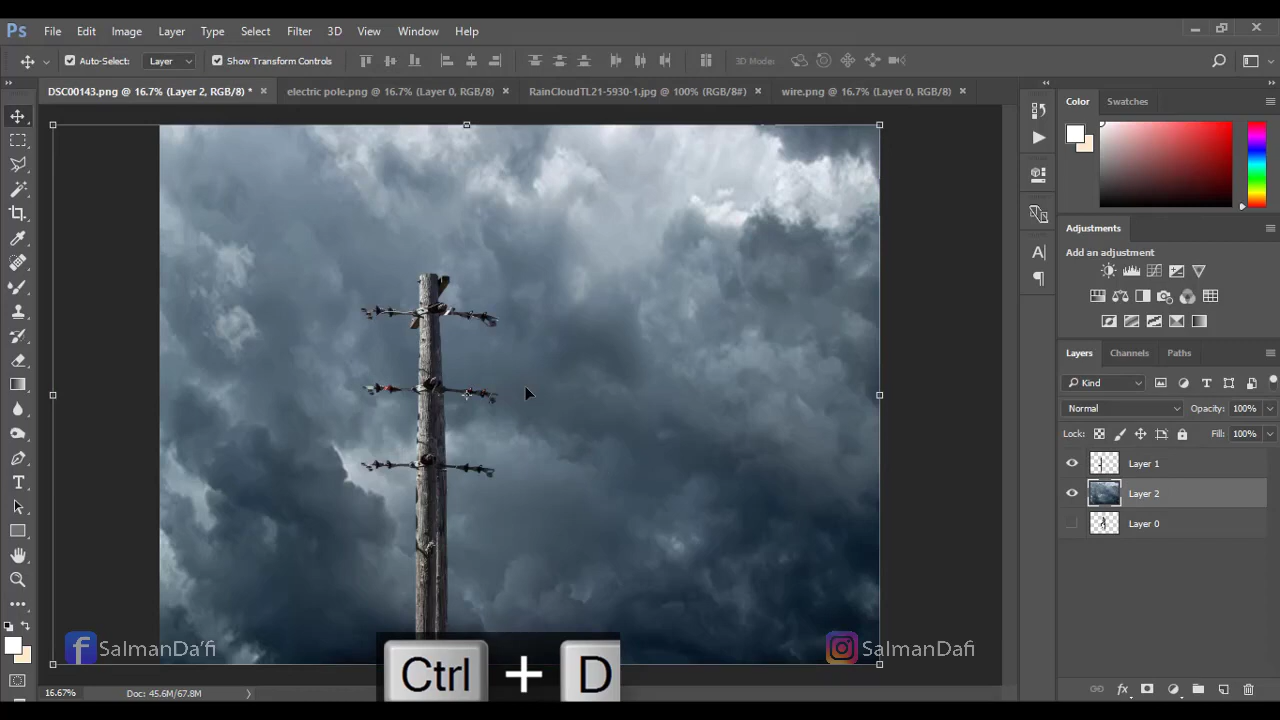 Ps File Edit Image Layer Type Select Filter 3D View Window Help
Auto-Select: Layer Show Transform Controls 3D Mode:
DSC00143.png @ 16.7% (Layer 2, RGB/8) * electric pole.png @ 16.7% (Layer 0, RGB/8) RainCloudTL21-5930-1.jpg @ 100% (RGB/8#) wire.png @ 16.7% (Layer 0, RGB/8)
Color Swatches
Adjustments
Add an adjustment
Layers Channels Paths
Kind
Normal Opacity: 100%
Lock: Fill: 100%
Layer 1
Layer 2
Layer 0
SalmanDa'fi
SalmanDafi
Ctrl + D
16.67% Doc: 45.6M/67.8M